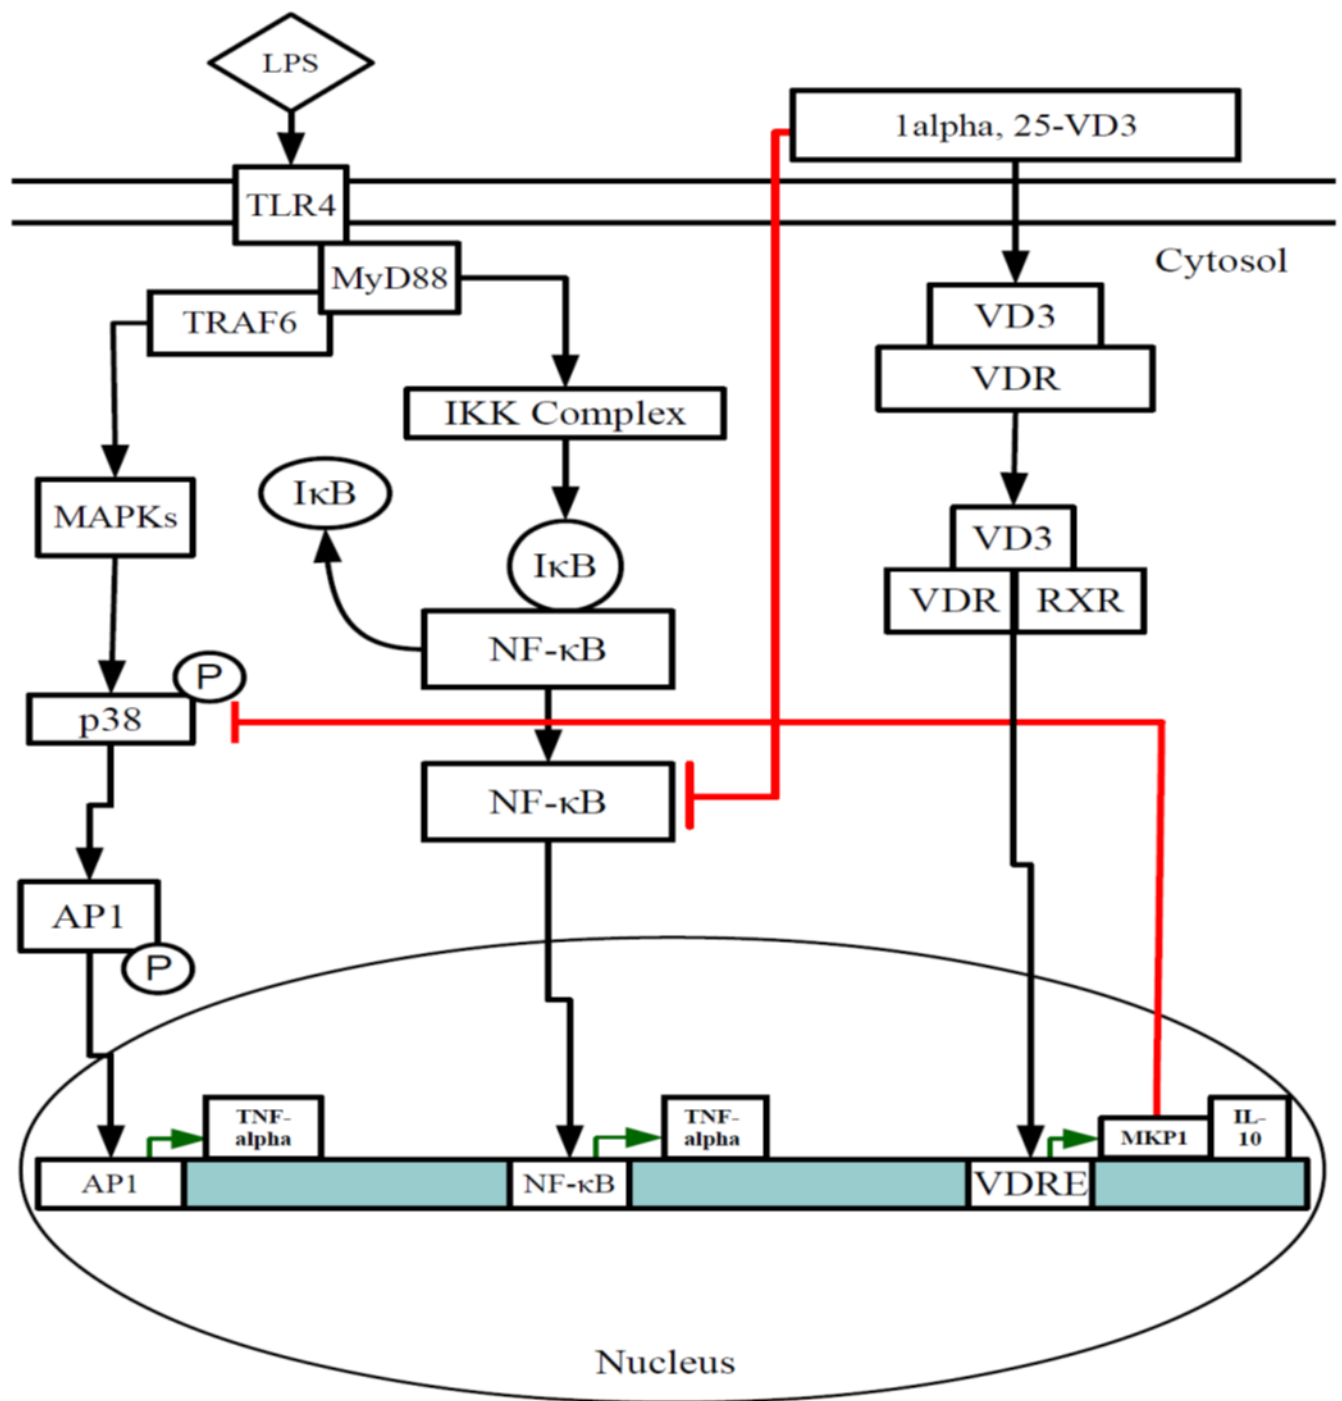 LPS
1alpha, 25-VD3
TLR4
Cytosol
MyD88
TRAF6
VD3
VDR
IKK Complex
IκB
MAPKs
IκB
VD3
VDR
RXR
NF-κB
P
p38
NF-κB
AP1
P
TNF-
alpha
TNF-
alpha
MKP1
IL-
10
AP1
NF-κB
VDRE
Nucleus